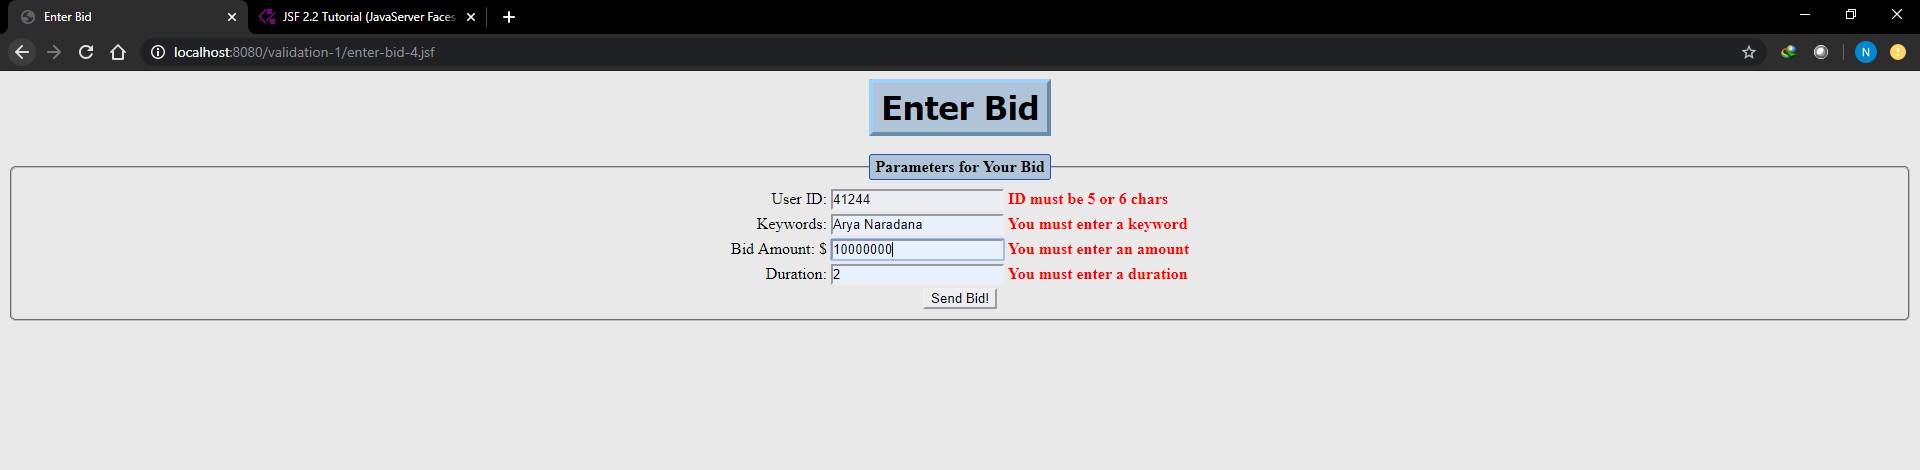 Enter Bid
JSF 2.2 Tutorial (JavaServer Faces
localhost:8080/validation-1/enter-bid-4.jsf
N
Enter Bid
Parameters for Your Bid
User ID: 41244 ID must be 5 or 6 chars
Keywords: Arya Naradana You must enter a keyword
Bid Amount: $ 10000000 You must enter an amount
Duration: 2 You must enter a duration
Send Bid!